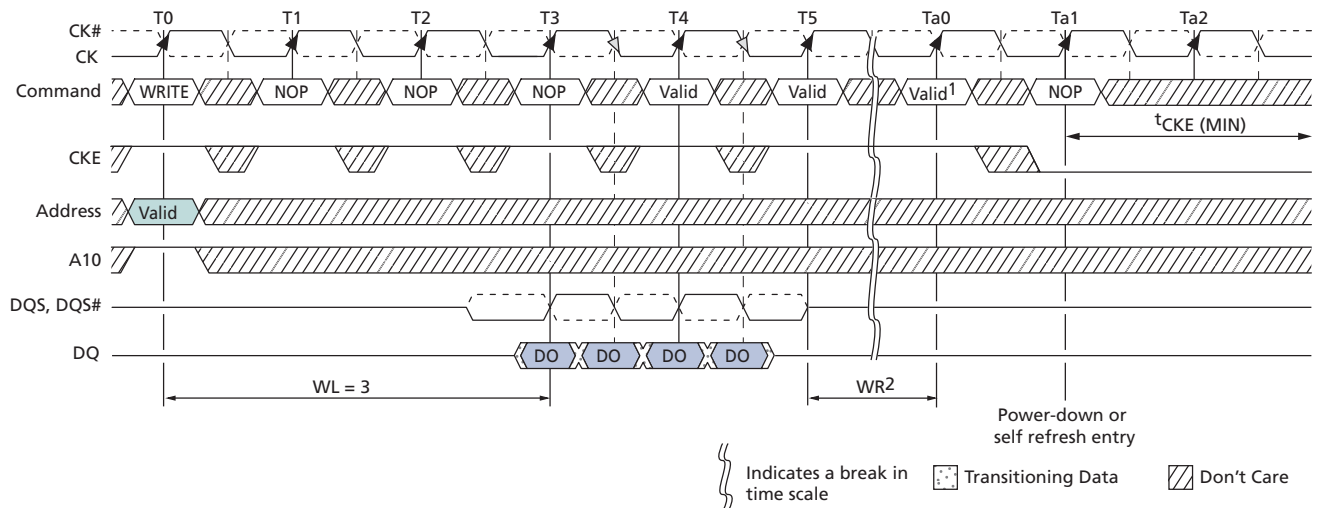 T0 T1 T2 T3 T4 T5 Ta0 Ta1 Ta2
CK#
CK
Command WRITE NOP NOP NOP Valid Valid Valid1 NOP
tCKE (MIN)
CKE
Address Valid
A10
DQS, DQS#
DQ DO DO DO DO
WL = 3 WR2
Power-down or
self refresh entry
Indicates a break in
time scale
Transitioning Data
Don't Care